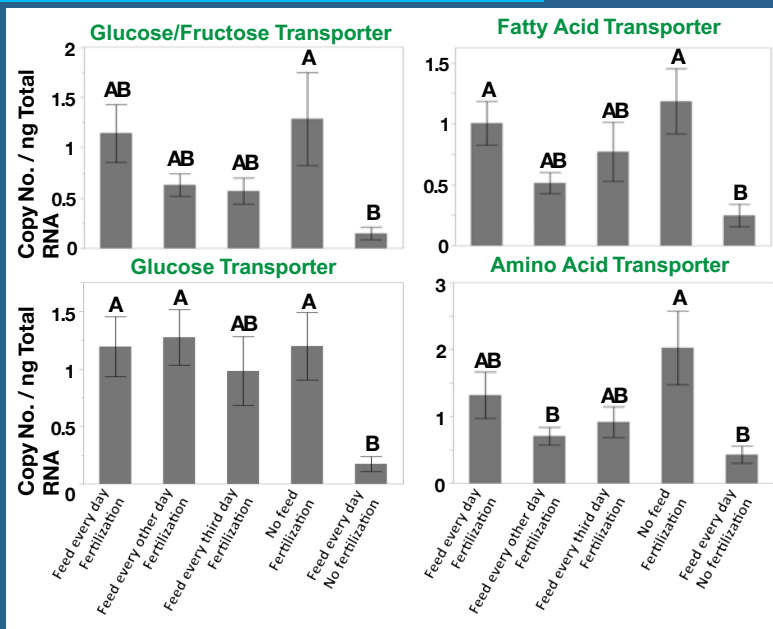 Glucose/Fructose Transporter
Copy No. / ng Total
RNA
2
1.5
1
0.5
0
AB
AB
AB
A
B
Fatty Acid Transporter
1.5
1
0.5
0
A
AB
AB
A
B
Glucose Transporter
Copy No. / ng Total
RNA
1.5
1
0.5
0
A
A
AB
A
B
Feed every day
Fertilization
Feed every other day
Fertilization
Feed every third day
Fertilization
No feed
Fertilization
Feed every day
No fertilization
Amino Acid Transporter
3
2
1
0
AB
B
AB
A
B
Feed every day
Fertilization
Feed every other day
Fertilization
Feed every third day
Fertilization
No feed
Fertilization
Feed every day
No fertilization